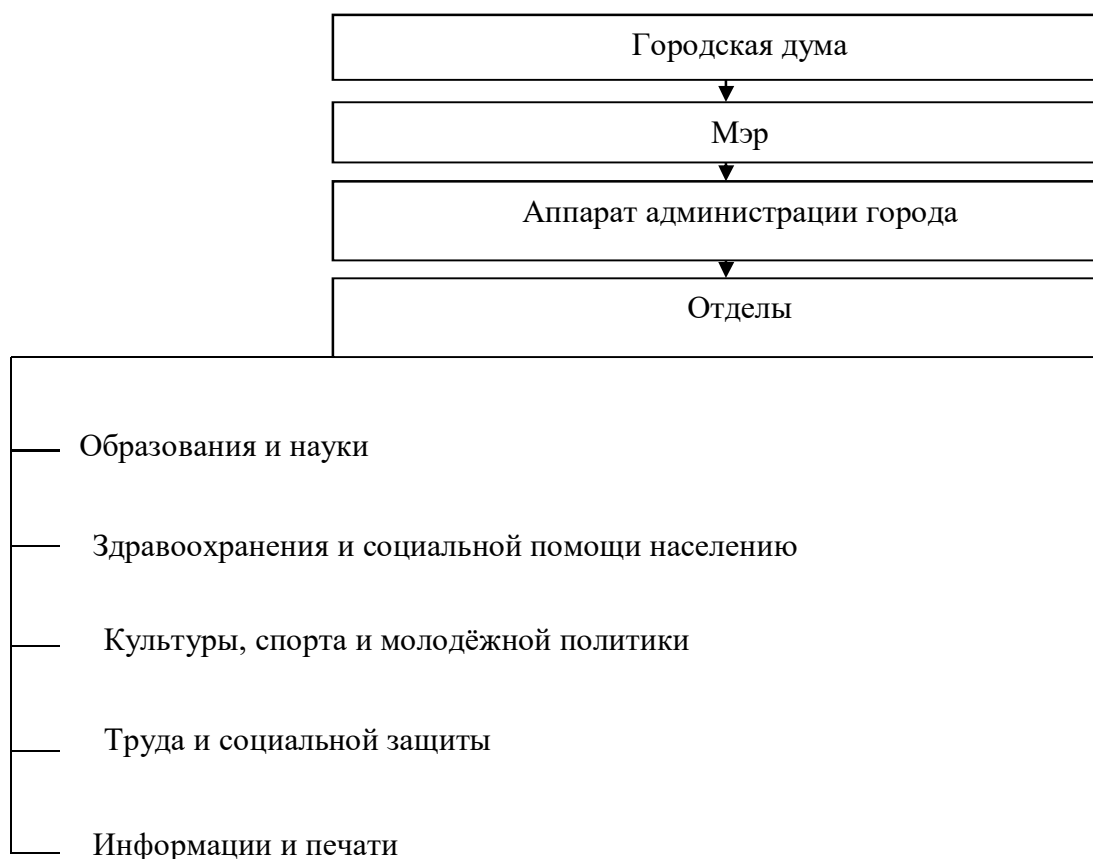 Городская дума
Мэр
Аппарат администрации города
Отделы
Образования и науки
Здравоохранения и социальной помощи населению
Культуры, спорта и молодёжной политики
Труда и социальной защиты
Информации и печати